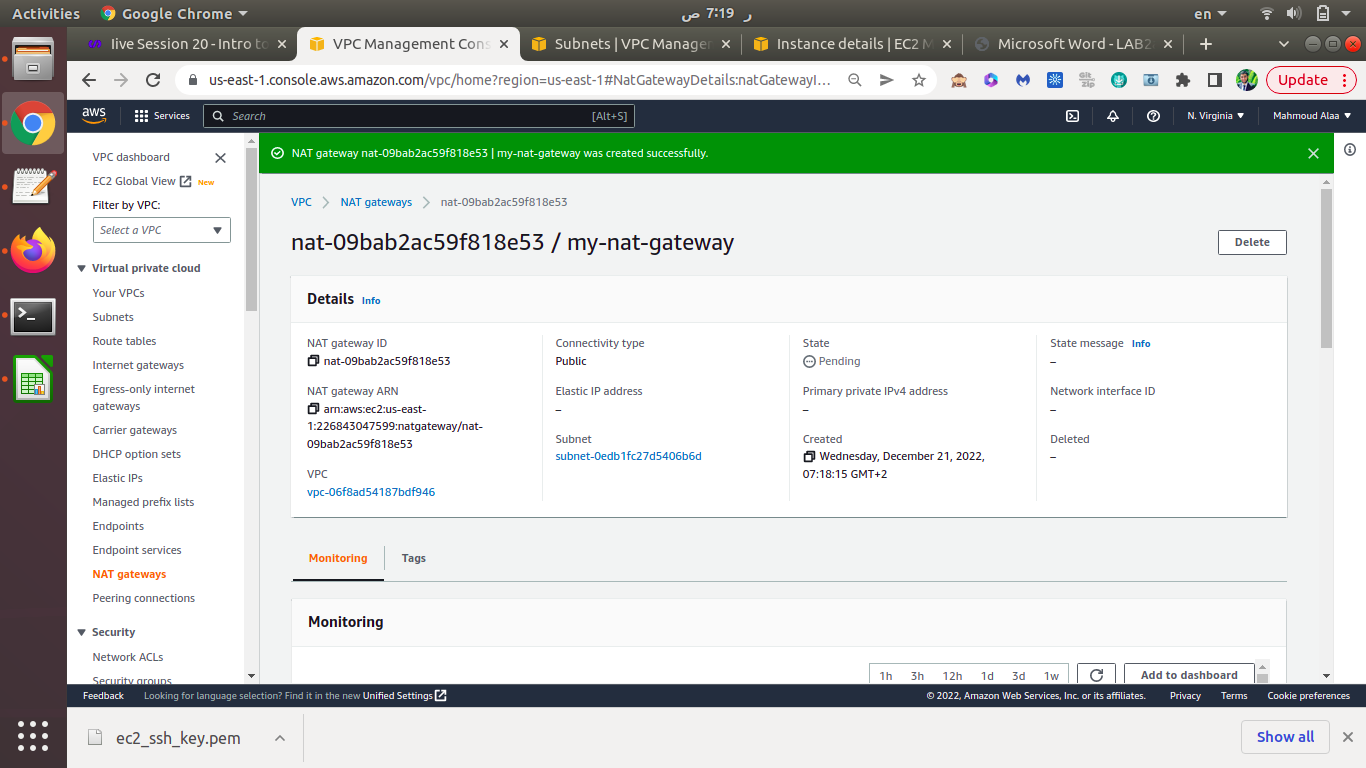 Activities
Google Chrome
ر 7:19 ص
en
Iive Session 20 - Intro to
VPC Management Cons
Subnets | VPC Manager
Instance details | EC2 M
Microsoft Word - LAB2
us-east-1.console.aws.amazon.com/vpc/home?region=us-east-1#NatGatewayDetails:natGatewayI...
Git
Zip
Update
aws
Services
Search
[Alt+S]
N. Virginia
Mahmoud Alaa
VPC dashboard
EC2 Global View
New
Filter by VPC:
Select a VPC
Virtual private cloud
Your VPCs
Subnets
Route tables
Internet gateways
Egress-only internet
gateways
Carrier gateways
DHCP option sets
Elastic IPs
Managed prefix lists
Endpoints
Endpoint services
NAT gateways
Peering connections
Security
Network ACLs
Security groups
NAT gateway nat-09bab2ac59f818e53 | my-nat-gateway was created successfully.
VPC
NAT gateways
nat-09bab2ac59f818e53
nat-09bab2ac59f818e53 / my-nat-gateway
Delete
Details
Info
NAT gateway ID
nat-09bab2ac59f818e53
NAT gateway ARN
arn:aws:ec2:us-east-
1:226843047599:natgateway/nat-
09bab2ac59f818e53
VPC
vpc-06f8ad54187bdf946
Connectivity type
Public
Elastic IP address
–
Subnet
subnet-0edb1fc27d5406b6d
State
Pending
Primary private IPv4 address
–
Created
Wednesday, December 21, 2022,
07:18:15 GMT+2
State message Info
–
Network interface ID
–
Deleted
–
Monitoring
Tags
Monitoring
1h
3h
12h
1d
3d
1w
Add to dashboard
Feedback
Looking for language selection? Find it in the new Unified Settings
© 2022, Amazon Web Services, Inc. or its affiliates.
Privacy
Terms
Cookie preferences
ec2_ssh_key.pem
Show all